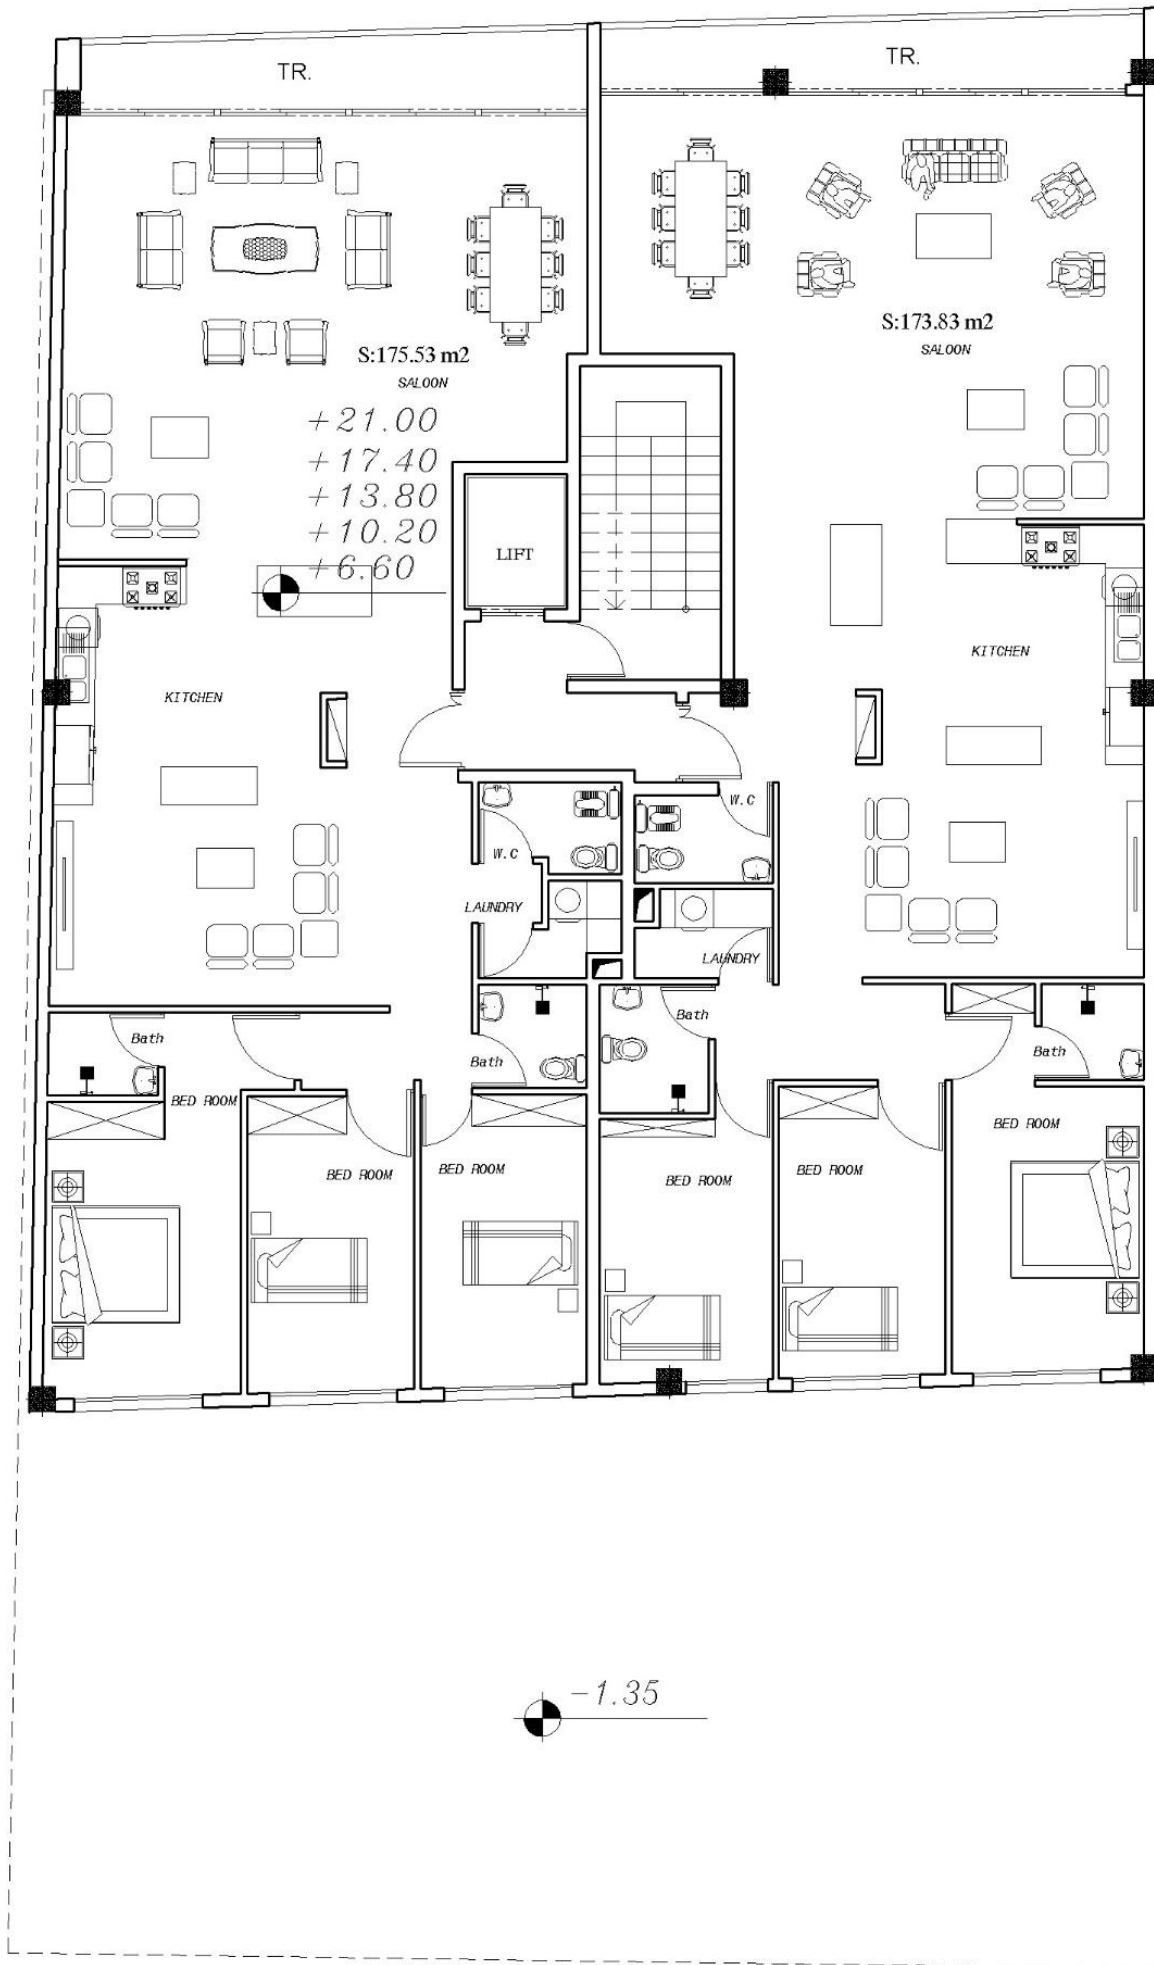 TR.
TR.
S:173.83 m2
SALOON
S:175.53 m2
SALOON
+21.00
+17.40
+13.80
+10.20
+6.60
LIFT
KITCHEN
KITCHEN
W.C
W.C
LAUNDRY
LAUNDRY
Bath
Bath
Bath
Bath
BED ROOM
BED ROOM
BED ROOM
BED ROOM
BED ROOM
BED ROOM
-1.35